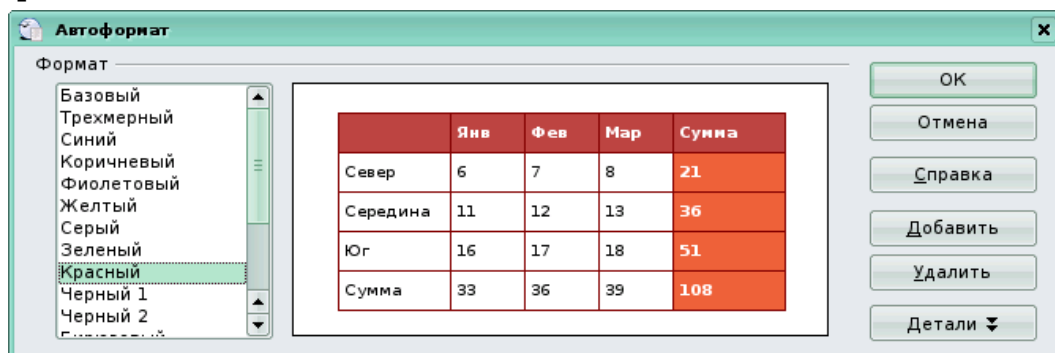 Автоформат
Формат
Базовый
Трехмерный
Синий
Коричневый
Фиолетовый
Желтый
Серый
Зеленый
Красный
Черный 1
Черный 2
Янв Фев Мар Сумма
Север 6 7 8 21
Середина 11 12 13 36
Юг 16 17 18 51
Сумма 33 36 39 108
OK
Отмена
Справка
Добавить
Удалить
Детали